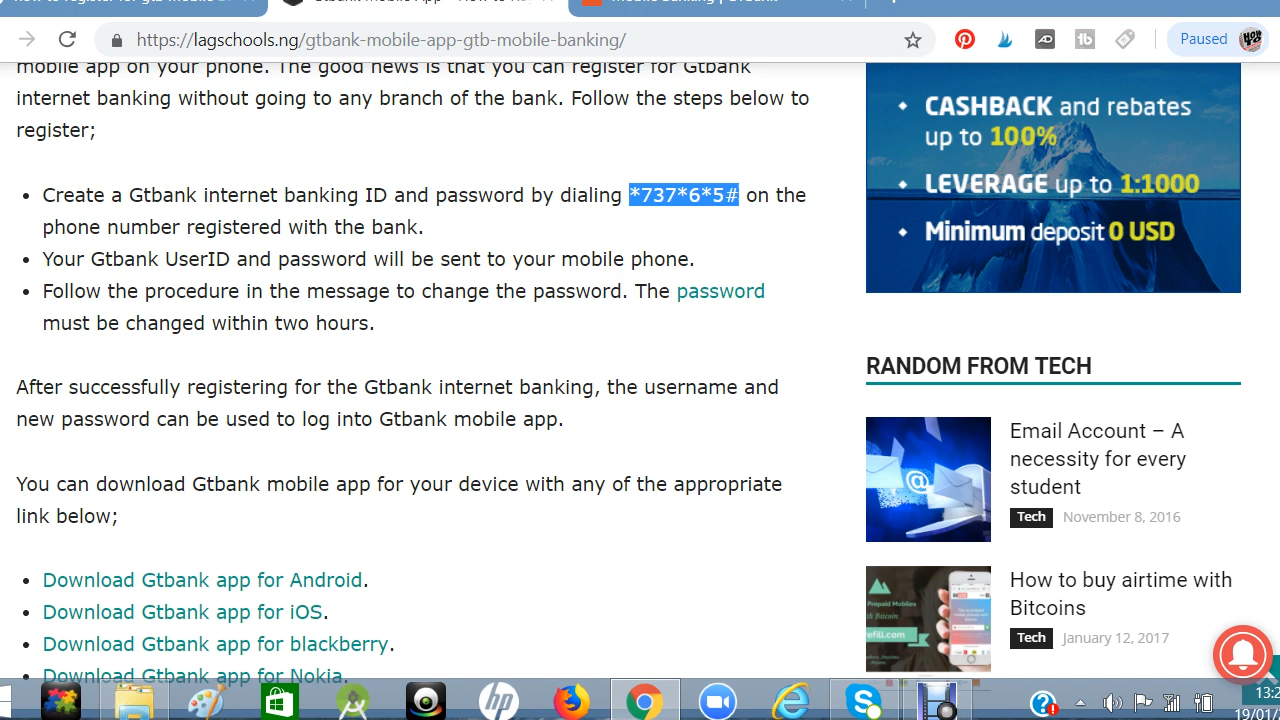 https://lagschools.ng/gtbank-mobile-app-gtb-mobile-banking/
Paused
mobile app on your phone. The good news is that you can register for Gtbank
internet banking without going to any branch of the bank. Follow the steps below to
register;
Create a Gtbank internet banking ID and password by dialing *737*6*5# on the
phone number registered with the bank.
Your Gtbank UserID and password will be sent to your mobile phone.
Follow the procedure in the message to change the password. The password
must be changed within two hours.
After successfully registering for the Gtbank internet banking, the username and
new password can be used to log into Gtbank mobile app.
You can download Gtbank mobile app for your device with any of the appropriate
link below;
Download Gtbank app for Android.
Download Gtbank app for iOS.
Download Gtbank app for blackberry.
Download Gtbank app for Nokia.
CASHBACK and rebates
up to 100%
LEVERAGE up to 1:1000
Minimum deposit 0 USD
RANDOM FROM TECH
Email Account – A
necessity for every
student
Tech November 8, 2016
How to buy airtime with
Bitcoins
Tech January 12, 2017